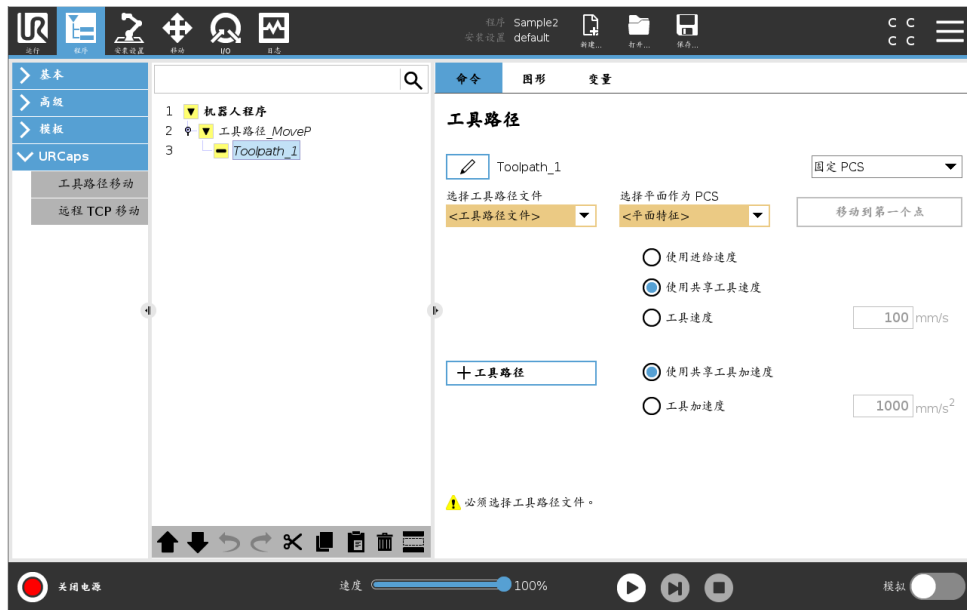 程序 Sample2
安装设置 default
运行 程序 安装设置 移动 I/O 日志 新建... 打开... 保存...
C C
C C
基本
高级
模板
URCaps
工具路径移动
远程 TCP 移动
1 机器人程序
2 工具路径_MoveP
3 Toolpath_1
命令 图形 变量
工具路径
Toolpath_1 固定 PCS
选择工具路径文件 选择平面作为 PCS
<工具路径文件> <平面特征> 移动到第一个点
使用进给速度
使用共享工具速度
工具速度 100 mm/s
工具路径 使用共享工具加速度
工具加速度 1000 mm/s²
必须选择工具路径文件。
关闭电源 速度 100% 模拟